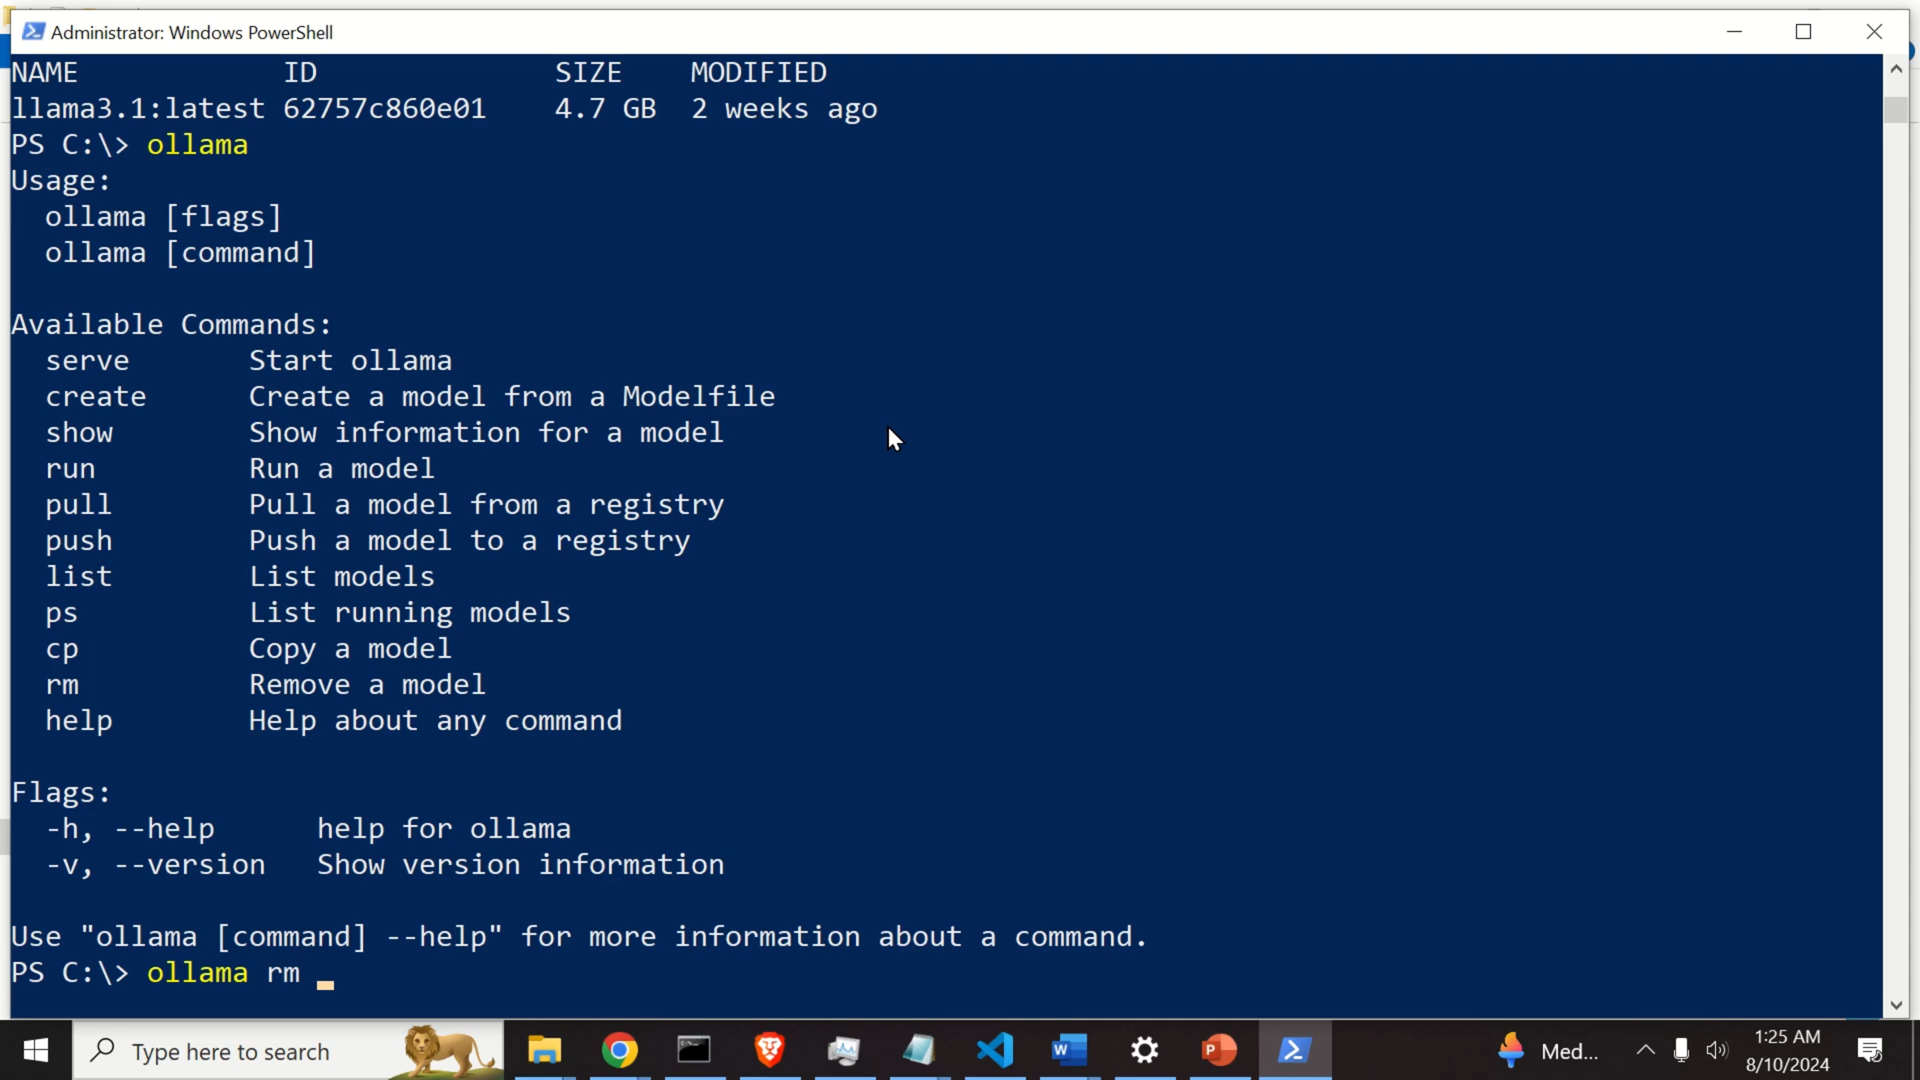 Administrator: Windows PowerShell
NAME ID SIZE MODIFIED
llama3.1:latest 62757c860e01 4.7 GB 2 weeks ago
PS C:\> ollama
Usage:
ollama [flags]
ollama [command]
Available Commands:
serve Start ollama
create Create a model from a Modelfile
show Show information for a model
run Run a model
pull Pull a model from a registry
push Push a model to a registry
list List models
ps List running models
cp Copy a model
rm Remove a model
help Help about any command
Flags:
-h, --help help for ollama
-v, --version Show version information
Use "ollama [command] --help" for more information about a command.
PS C:\> ollama rm
Type here to search
W
P
Med...
1:25 AM
8/10/2024